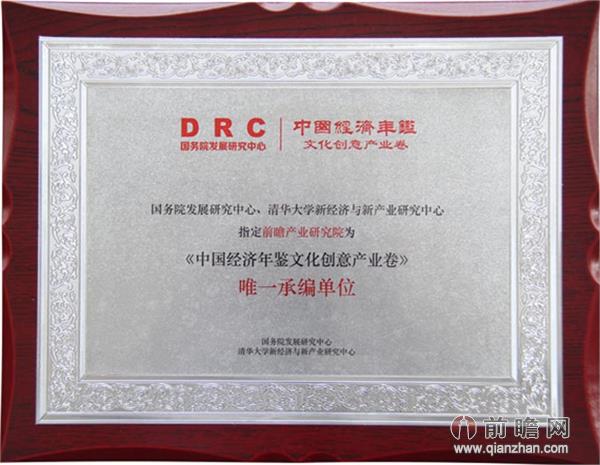 DRC
国务院发展研究中心
中國經濟年鑑
文化创意产业卷
国务院发展研究中心、清华大学新经济与新产业研究中心
指定前瞻产业研究院为
《中国经济年鉴文化创意产业卷》
唯一承编单位
国务院发展研究中心
清华大学新经济与新产业研究中心
前瞻网
www.qianzhan.com